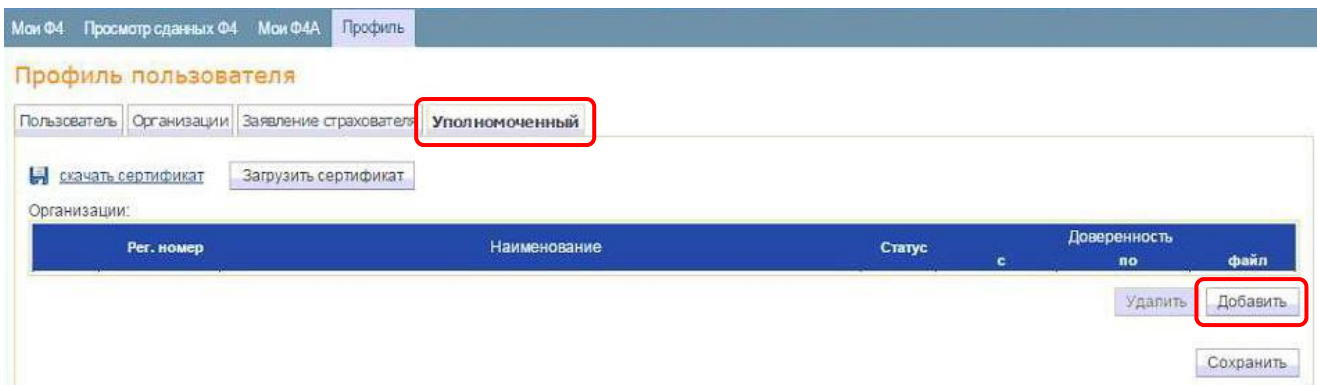 Мои Ф4 Просмотр сданных Ф4 Мои Ф4А Профиль
Профиль пользователя
Пользователь Организации Заявление страхователя Уполномоченный
скачать сертификат Загрузить сертификат
Организации:
Рег. номер Наименование Статус Доверенность
с по файл
Удалить Добавить
Сохранить